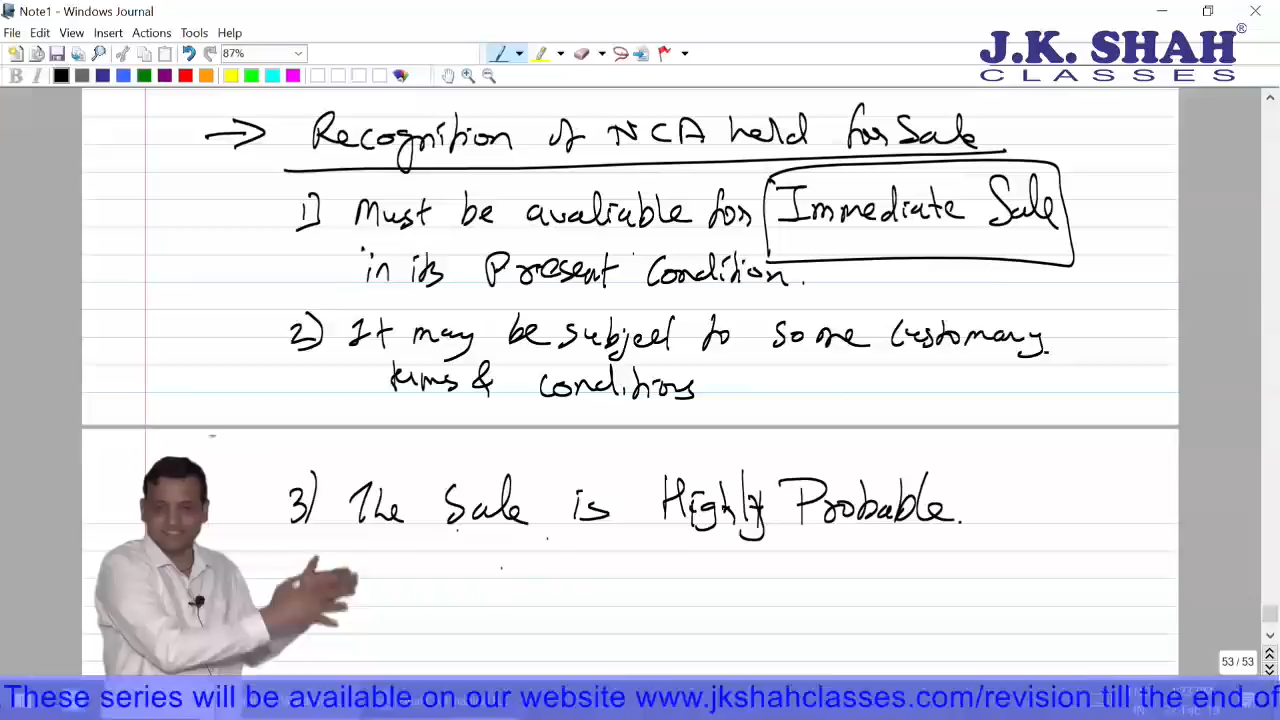 Note1 - Windows Journal
File Edit View Insert Actions Tools Help
87%
B I
J.K. SHAH®
CLASSES
→ Recognition of NCA held for Sale
1) Must be avaliable for Immediate Sale
in its Present Condition.
2) It may be subject to some customary
terms & conditions
3) The Sale is Highly Probable.
53 / 53
These series will be available on our website www.jkshahclasses.com/revision till the end of